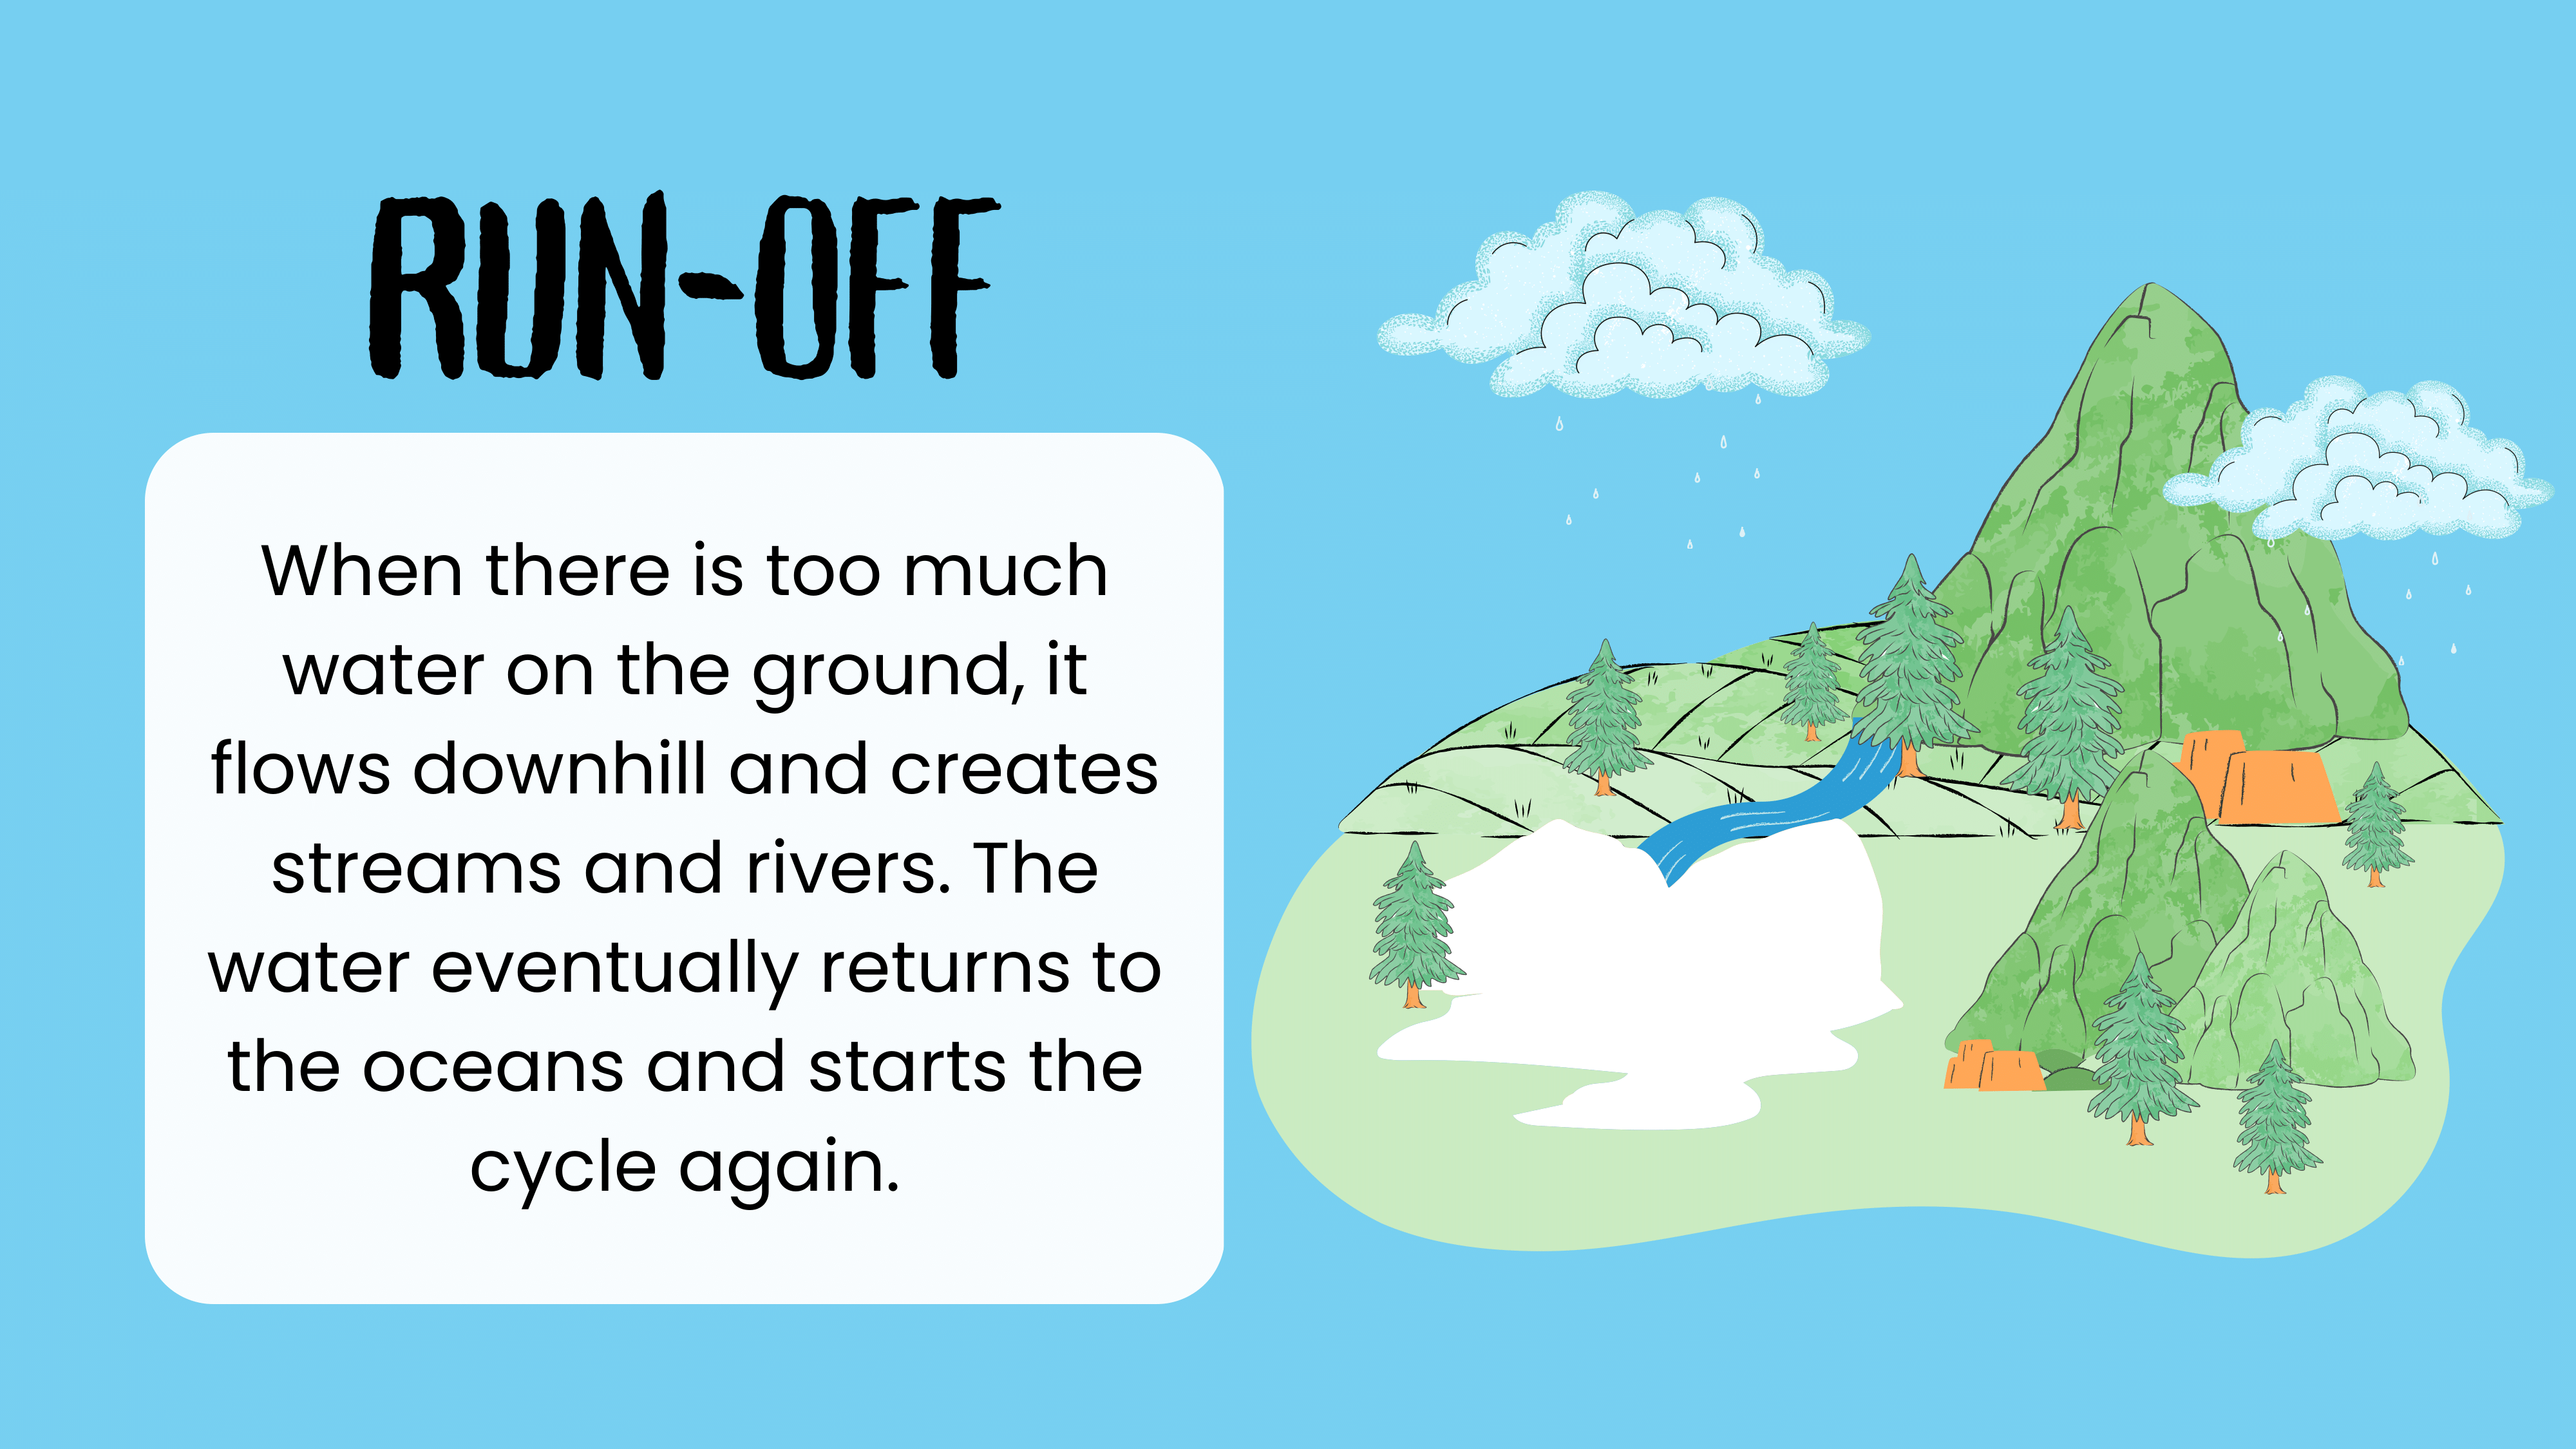 RUN-OFF
When there is too much
water on the ground, it
flows downhill and creates
streams and rivers. The
water eventually returns to
the oceans and starts the
cycle again.